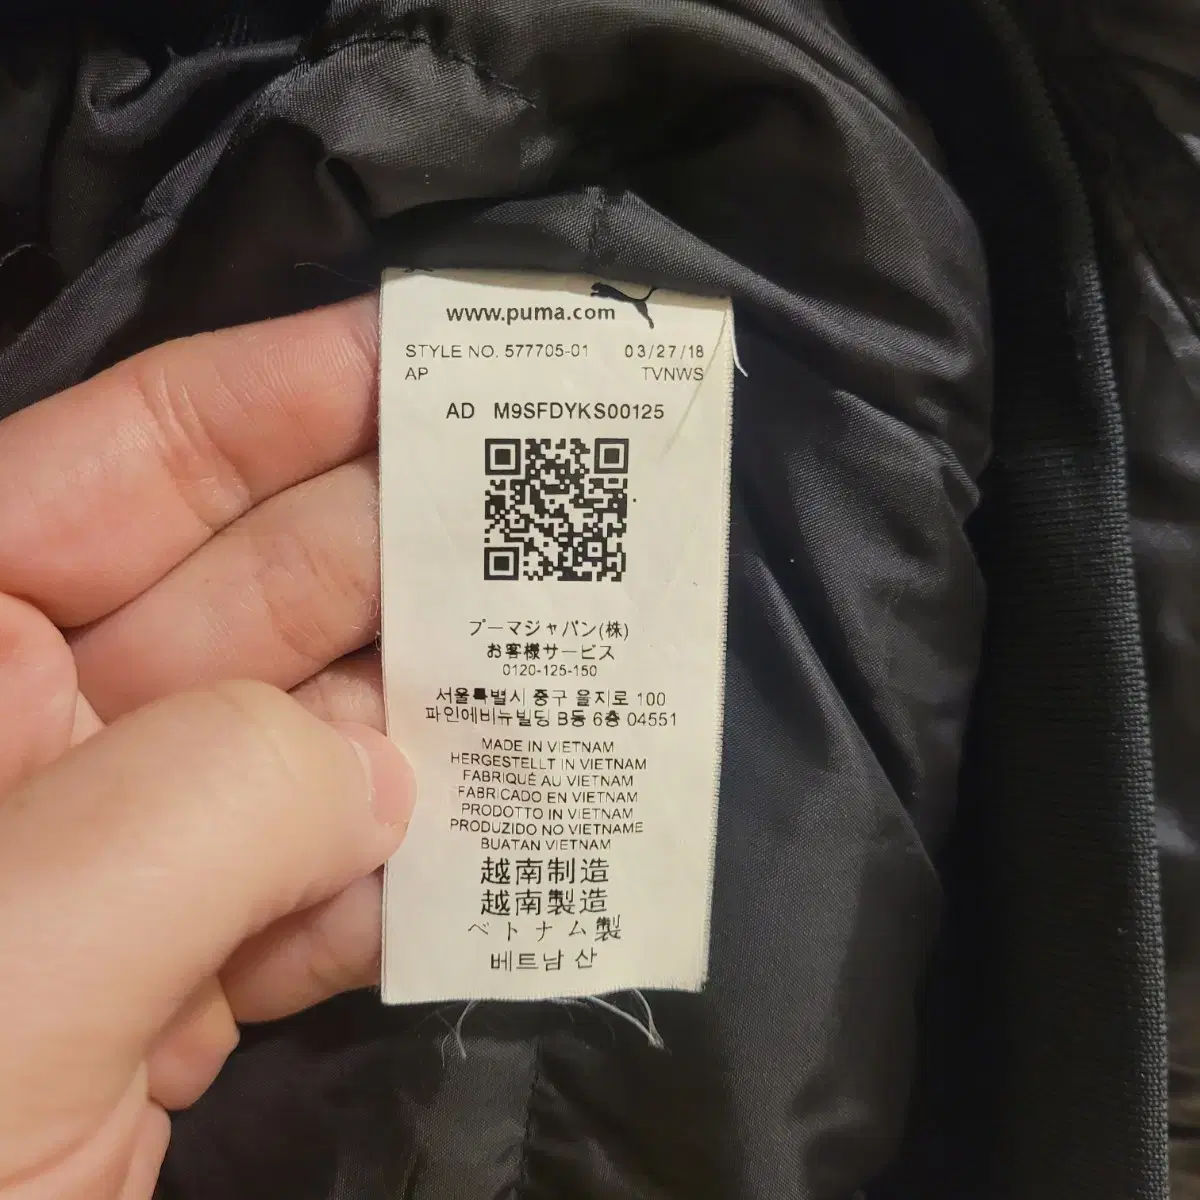 www.puma.com
STYLE NO. 577705-01 03/27/18
AP TVNWS
AD M9SFDYKS00125
プーマジャパン(株)
お客様サービス
0120-125-150
서울특별시 중구 을지로 100
파인에비뉴빌딩 B동 6층 04551
MADE IN VIETNAM
HERGESTELLT IN VIETNAM
FABRIQUÉ AU VIETNAM
FABRICADO EN VIETNAM
PRODOTTO IN VIETNAM
PRODUZIDO NO VIETNAME
BUATAN VIETNAM
越南制造
越南製造
ベトナム製
베트남 산